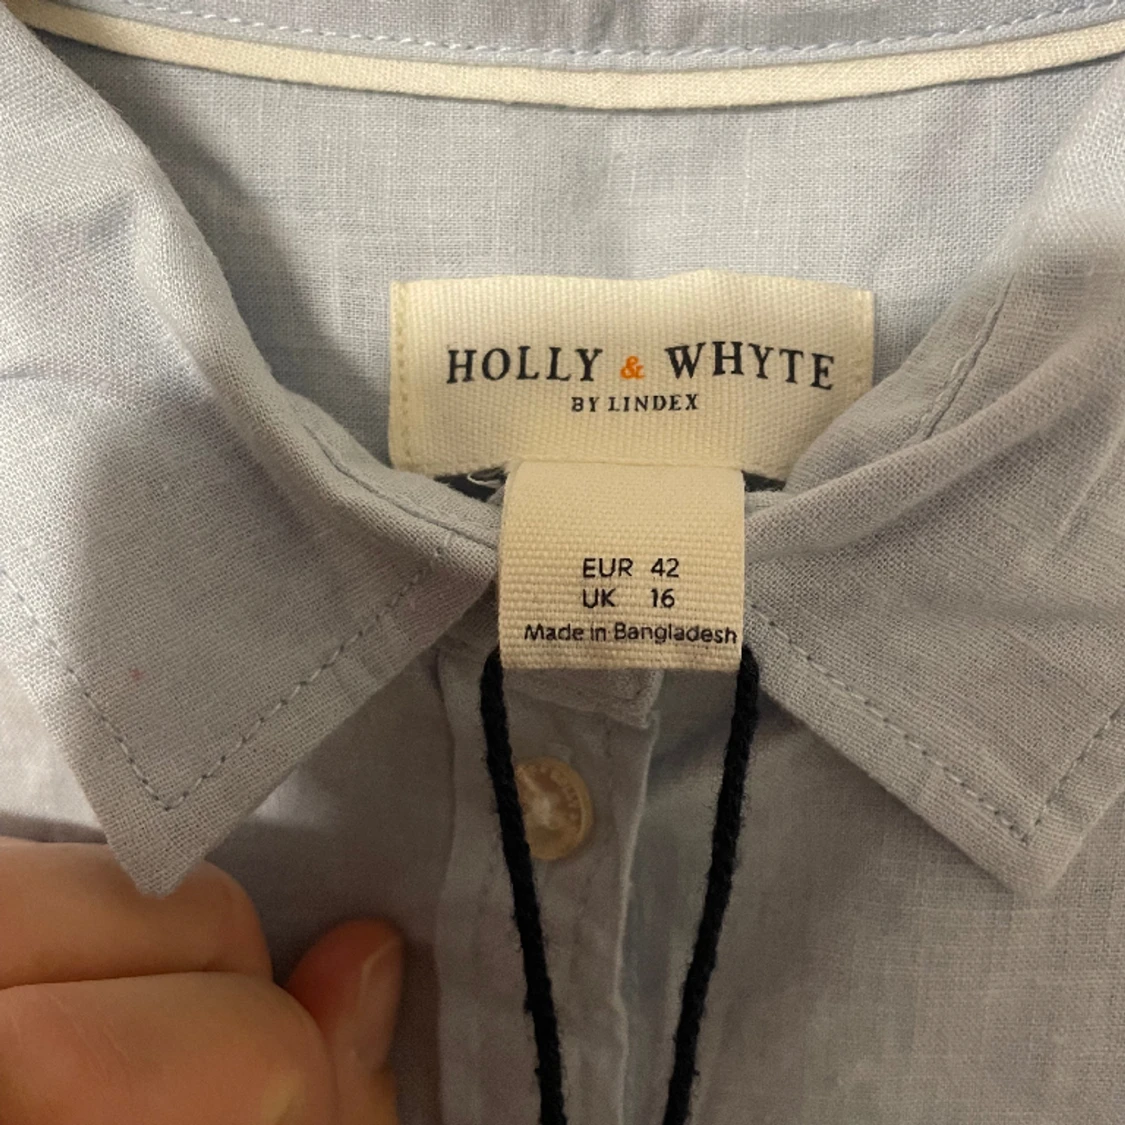 HOLLY & WHYTE
BY LINDEX
EUR 42
UK 16
Made in Bangladesh